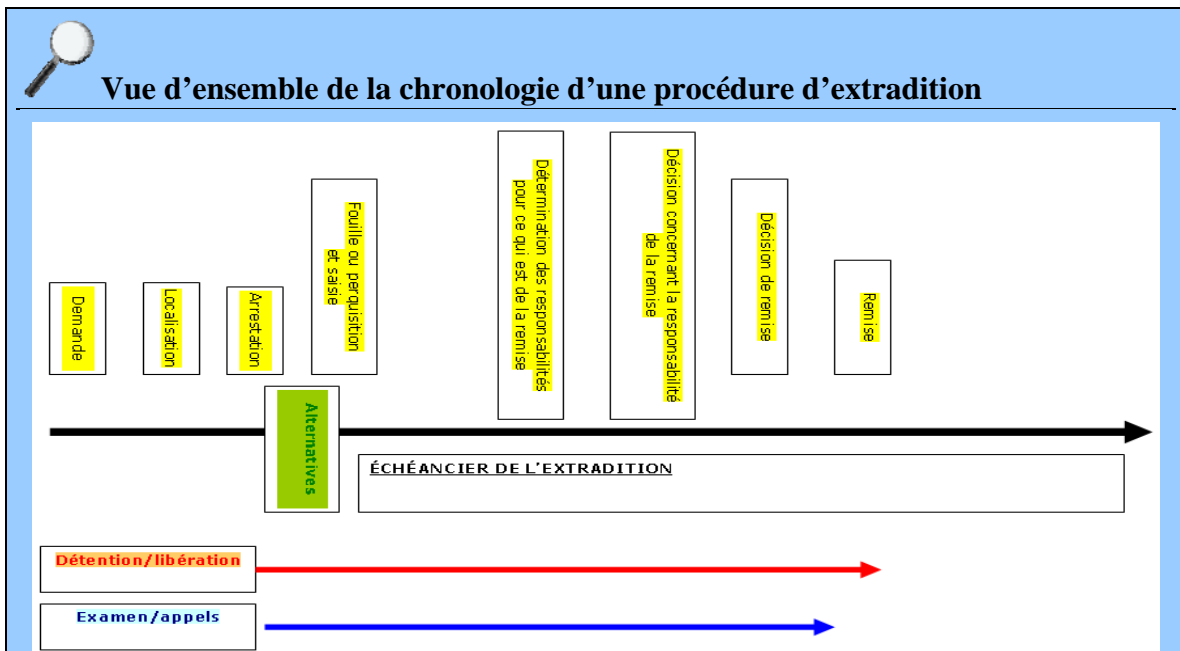 Vue d’ensemble de la chronologie d’une procédure d’extradition
Demande
Localisation
Arrestation
Fouille ou perquisition
et saisie
Détermination des responsabilités
pour ce qui est de la remise
Décision concernant la responsabilité
de la remise
Décision de remise
Remise
Alternatives
ÉCHÉANCIER DE L'EXTRADITION
Détention/libération
Examen/appels